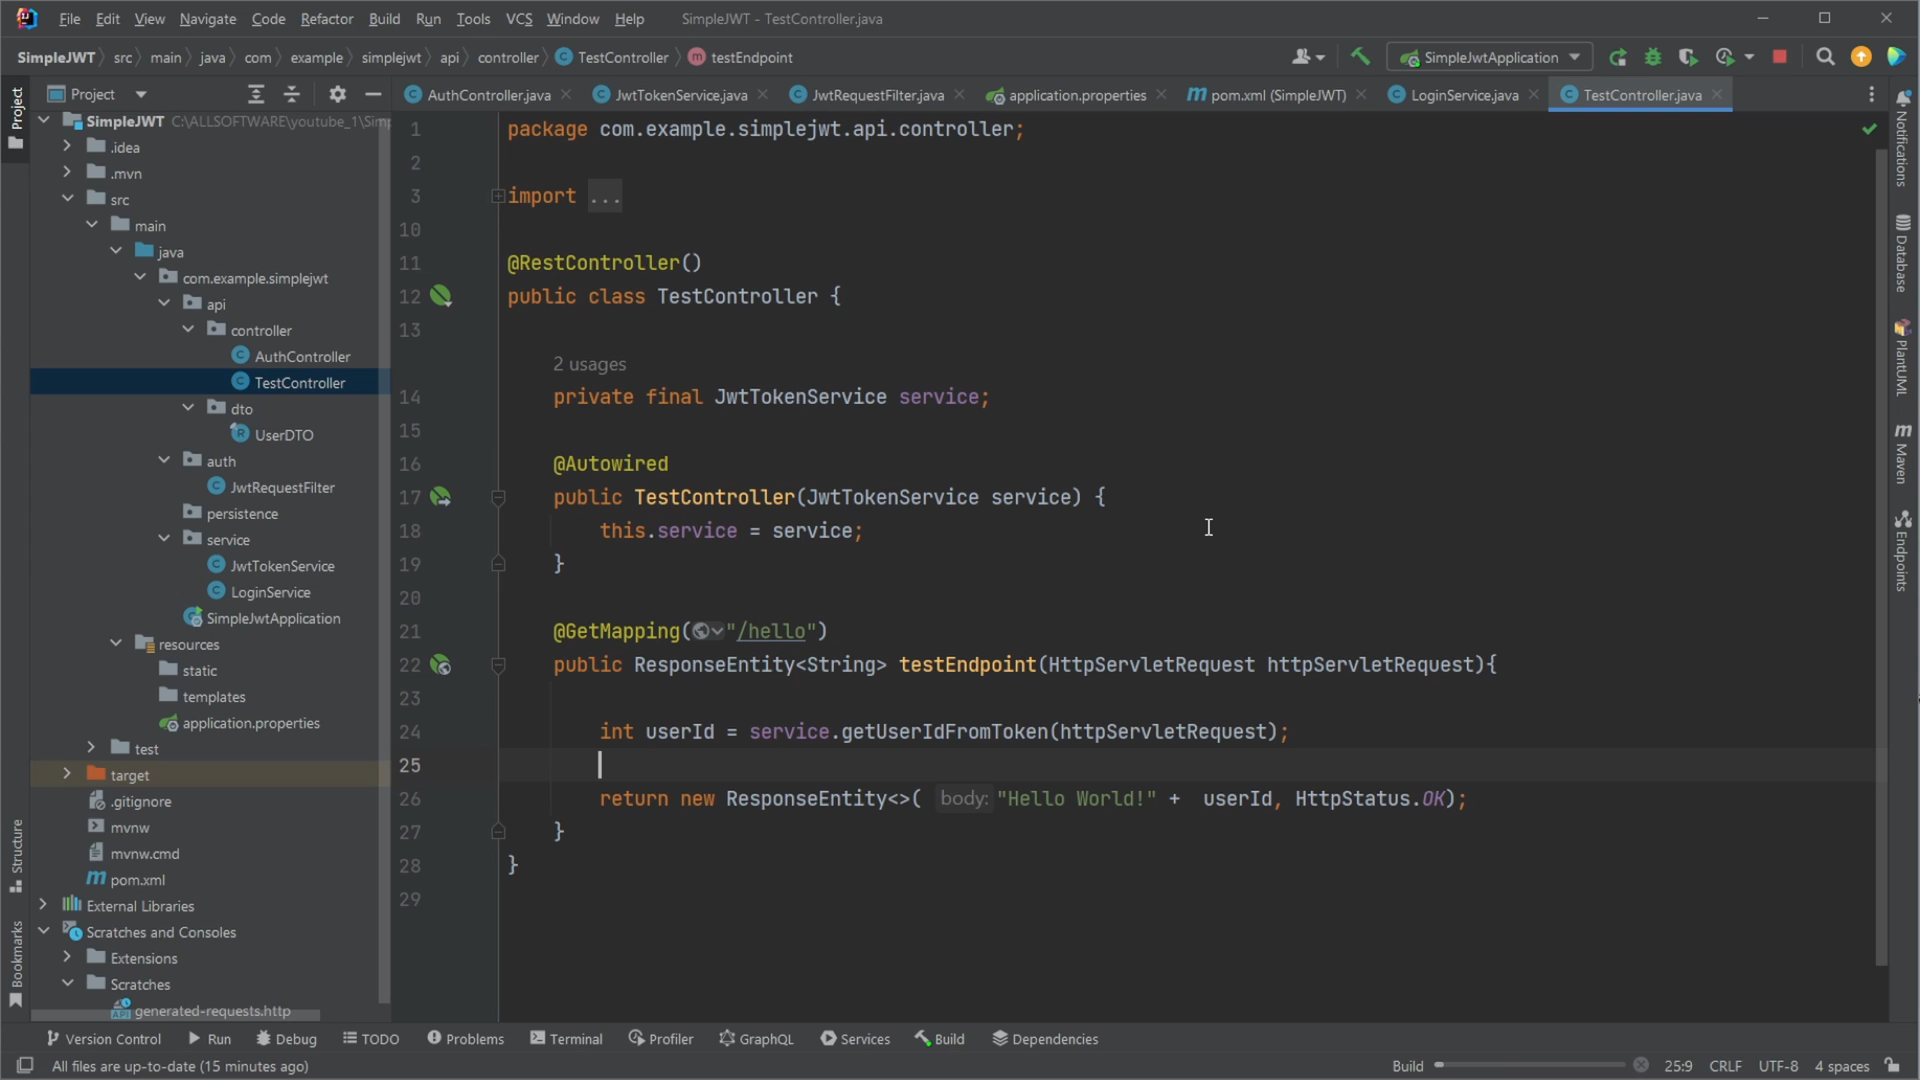 File Edit View Navigate Code Refactor Build Run Tools VCS Window Help SimpleJWT - TestController.java
SimpleJWT src main java com example simplejwt api controller TestController testEndpoint SimpleJwtApplication
Project
AuthController.java JwtTokenService.java JwtRequestFilter.java application.properties pom.xml (SimpleJWT) LoginService.java TestController.java
Project
SimpleJWT C:\ALLSOFTWARE\youtube_1\Simp
.idea
.mvn
src
main
java
com.example.simplejwt
api
controller
AuthController
TestController
dto
UserDTO
auth
JwtRequestFilter
persistence
service
JwtTokenService
LoginService
SimpleJwtApplication
resources
static
templates
application.properties
test
target
.gitignore
mvnw
mvnw.cmd
pom.xml
External Libraries
Scratches and Consoles
Extensions
Scratches
generated-requests.http
Structure
Bookmarks
1 package com.example.simplejwt.api.controller;
2
3 import ...
10
11 @RestController()
12 public class TestController {
13
2 usages
14 private final JwtTokenService service;
15
16 @Autowired
17 public TestController(JwtTokenService service) {
18 this.service = service;
19 }
20
21 @GetMapping("/hello")
22 public ResponseEntity<String> testEndpoint(HttpServletRequest httpServletRequest){
23
24 int userId = service.getUserIdFromToken(httpServletRequest);
25
26 return new ResponseEntity<>( body: "Hello World!" + userId, HttpStatus.OK);
27 }
28 }
29
Notifications
Database
PlantUML
m Maven
Endpoints
Version Control Run Debug TODO Problems Terminal Profiler GraphQL Services Build Dependencies
All files are up-to-date (15 minutes ago) Build 25:9 CRLF UTF-8 4 spaces